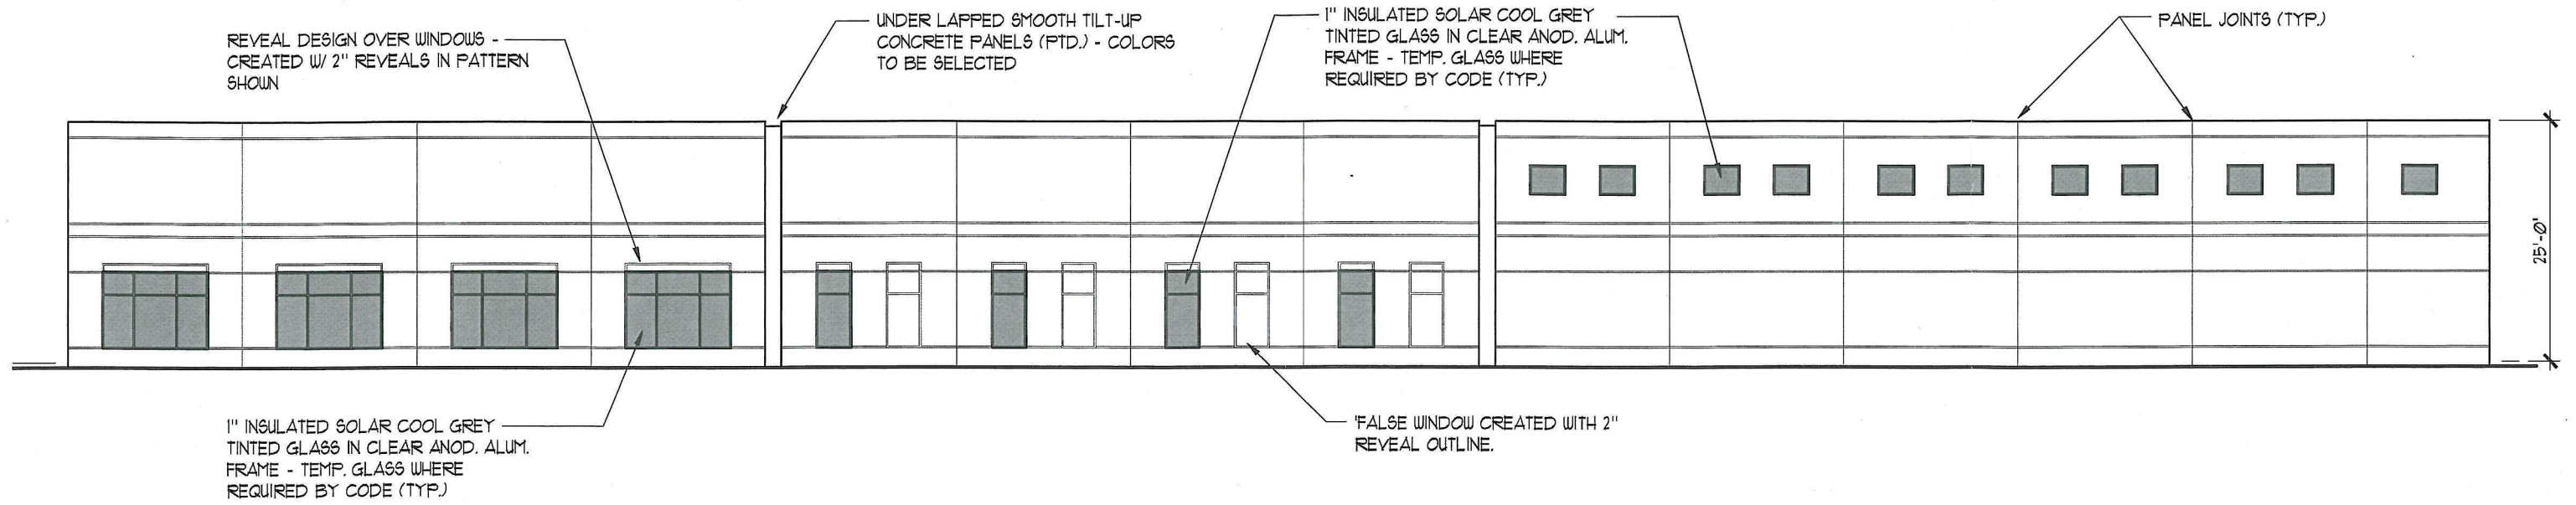 REVEAL DESIGN OVER WINDOWS -
CREATED W/ 2" REVEALS IN PATTERN
SHOWN
UNDER LAPPED SMOOTH TILT-UP
CONCRETE PANELS (PTD.) - COLORS
TO BE SELECTED
1" INSULATED SOLAR COOL GREY
TINTED GLASS IN CLEAR ANOD. ALUM.
FRAME - TEMP. GLASS WHERE
REQUIRED BY CODE (TYP.)
PANEL JOINTS (TYP.)
25'-0"
1" INSULATED SOLAR COOL GREY
TINTED GLASS IN CLEAR ANOD. ALUM.
FRAME - TEMP. GLASS WHERE
REQUIRED BY CODE (TYP.)
'FALSE WINDOW CREATED WITH 2"
REVEAL OUTLINE.